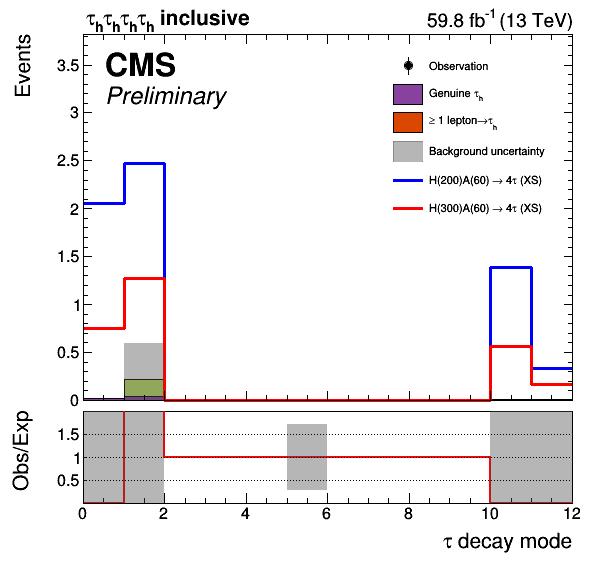 τhτhτhτh inclusive
59.8 fb⁻¹ (13 TeV)
Events
CMS
Preliminary
Observation
Genuine τh
≥ 1 lepton→τh
Background uncertainty
H(200)A(60) → 4τ (XS)
H(300)A(60) → 4τ (XS)
3.5
3
2.5
2
1.5
1
0.5
0
Obs/Exp
1.5
1
0.5
0 2 4 6 8 10 12
τ decay mode